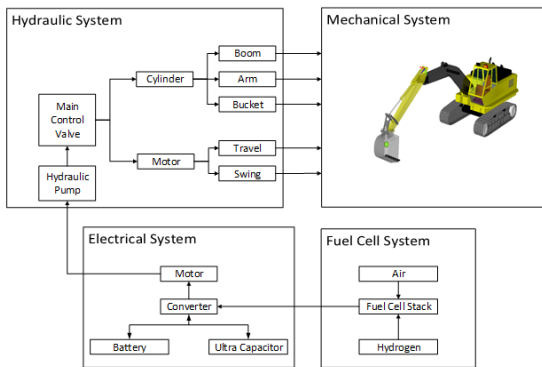 Hydraulic System
Boom
Cylinder
Arm
Bucket
Main
Control
Valve
Motor
Travel
Swing
Hydraulic
Pump
Mechanical System
Electrical System
Motor
Converter
Battery
Ultra Capacitor
Fuel Cell System
Air
Fuel Cell Stack
Hydrogen